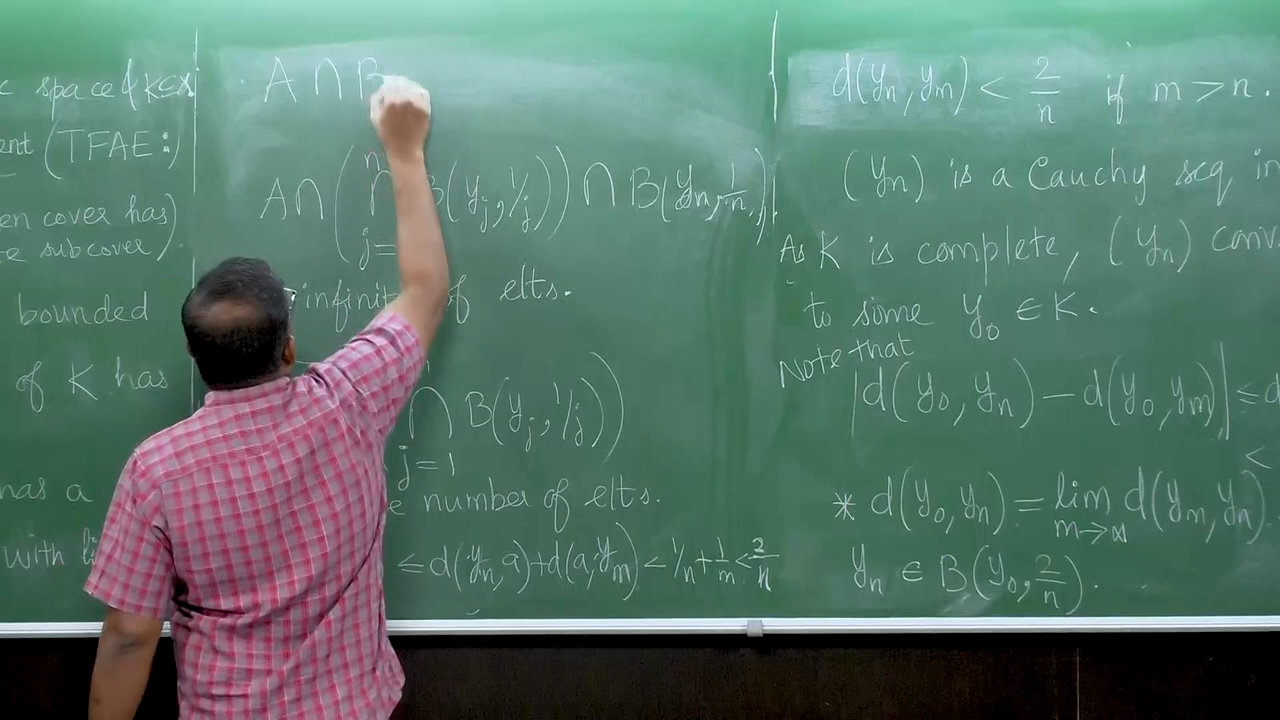 c space & K⊆X
ent (TFAE:)
en cover has)
te subcover).
bounded
of K has
has a
with li
A ∩ B
A∩(∩ B(y_j, 1/j)) ∩ B(y_n, 1/n)
j=
infinit of elts.
∩ B(y_j, 1/j))
j=1
e number of elts.
≤ d(y_n, a) + d(a, y_m) < 1/n + 1/m < 2/n
d(y_n, y_m) < 2/n if m > n.
(y_n) is a Cauchy seq in
As K is complete, (y_n) conv
to some y_0 ∈ K.
Note that
|d(y_0, y_n) − d(y_0, y_m)| ≤ d
<
* d(y_0, y_n) = lim d(y_m, y_n)
m→∞
y_n ∈ B(y_0, 2/n).